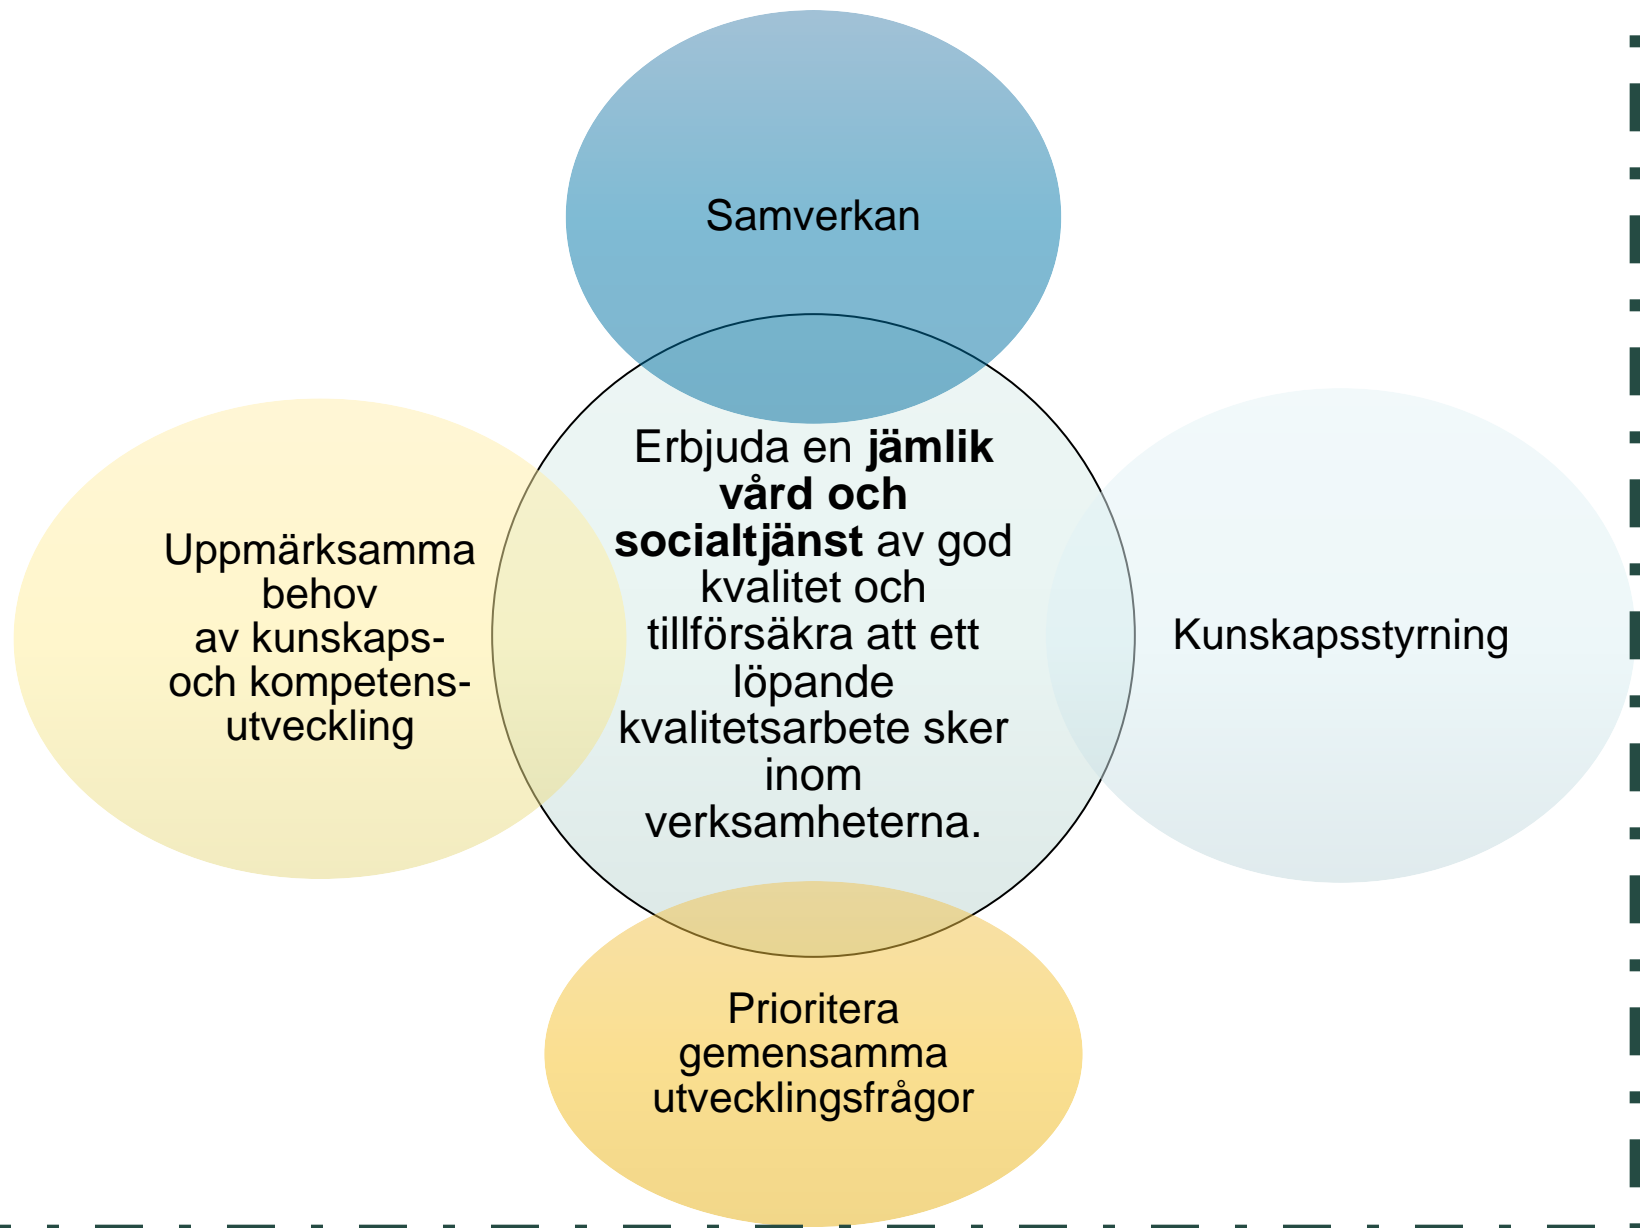 Samverkan
Erbjuda en jämlik
vård och
socialtjänst av god
kvalitet och
tillförsäkra att ett
löpande
kvalitetsarbete sker
inom
verksamheterna.
Uppmärksamma
behov
av kunskaps-
och kompetens-
utveckling
Kunskapsstyrning
Prioritera
gemensamma
utvecklingsfrågor